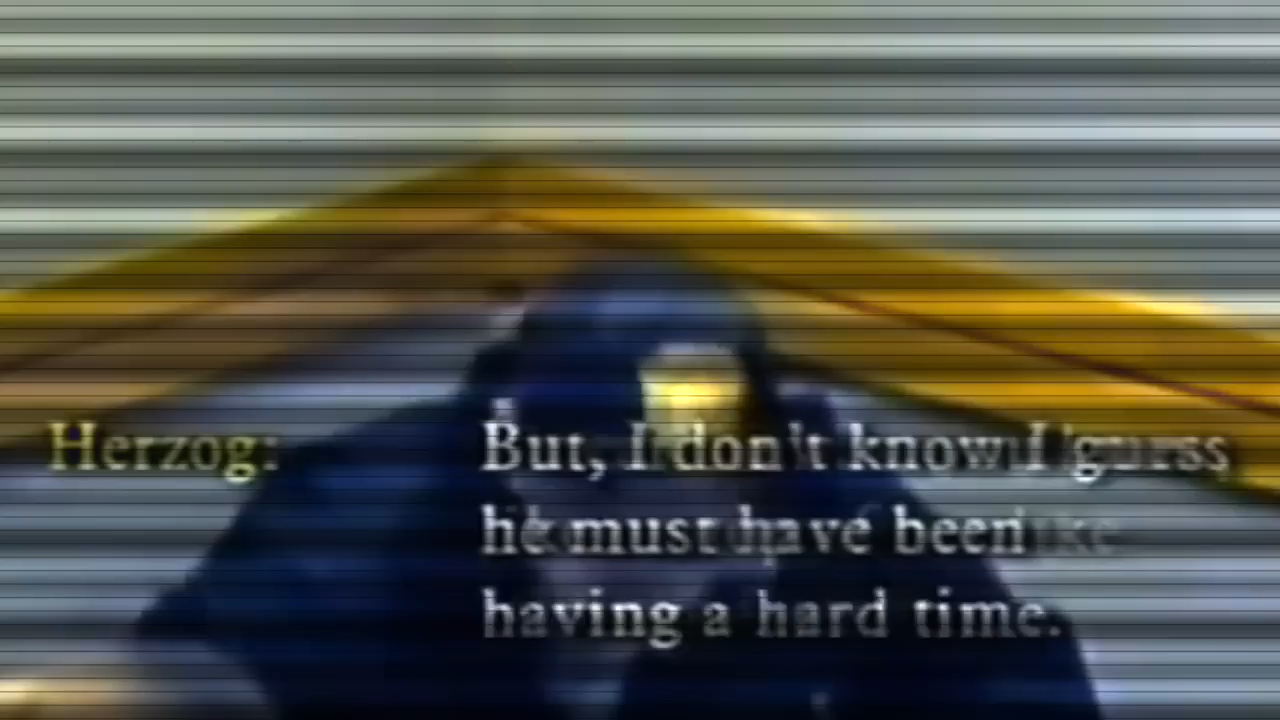 Herzog: But, I don't know I guess
he must have been
having a hard time.